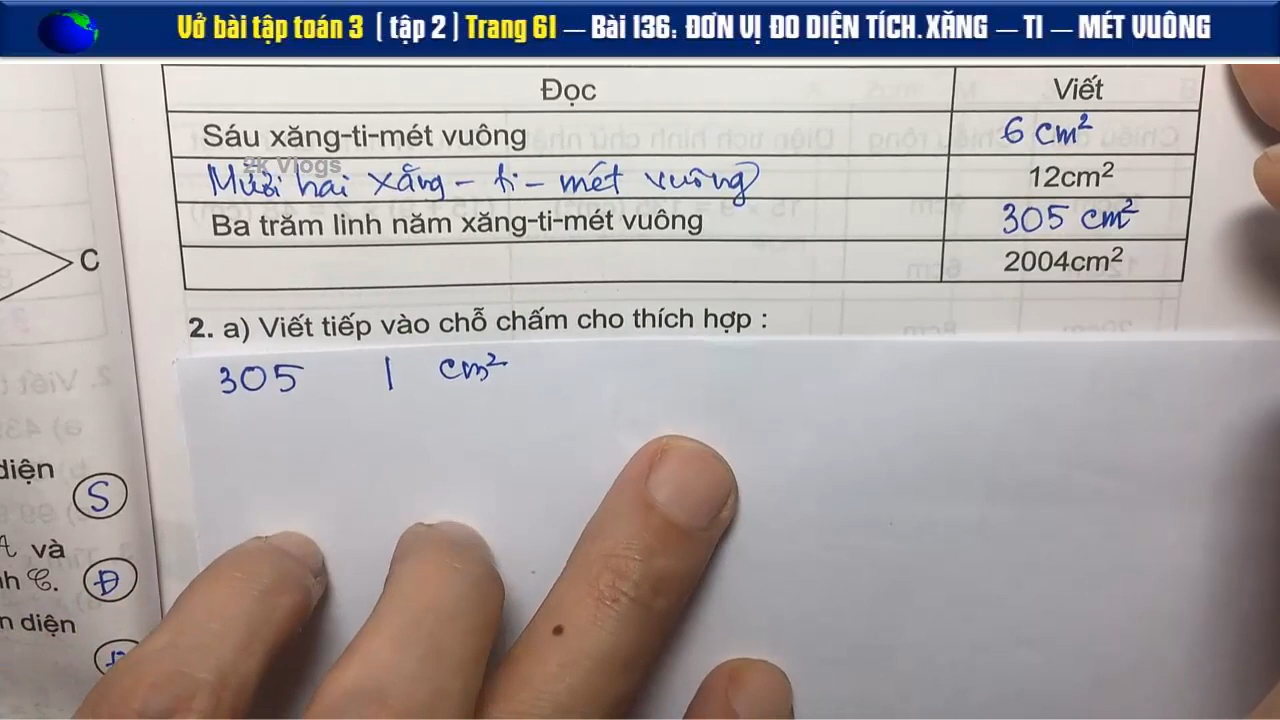 Vở bài tập toán 3 ( tập 2 ) Trang 61 – Bài 136: ĐƠN VỊ ĐO DIỆN TÍCH. XĂNG – TI – MÉT VUÔNG
Đọc Viết
Sáu xăng-ti-mét vuông 6 cm²
2K Vlogs
Mười hai xăng - ti - mét vuông 12cm²
Ba trăm linh năm xăng-ti-mét vuông 305 cm²
2004cm²
C
2. a) Viết tiếp vào chỗ chấm cho thích hợp :
305 1 cm²
diện
S
và
Đ
n diện